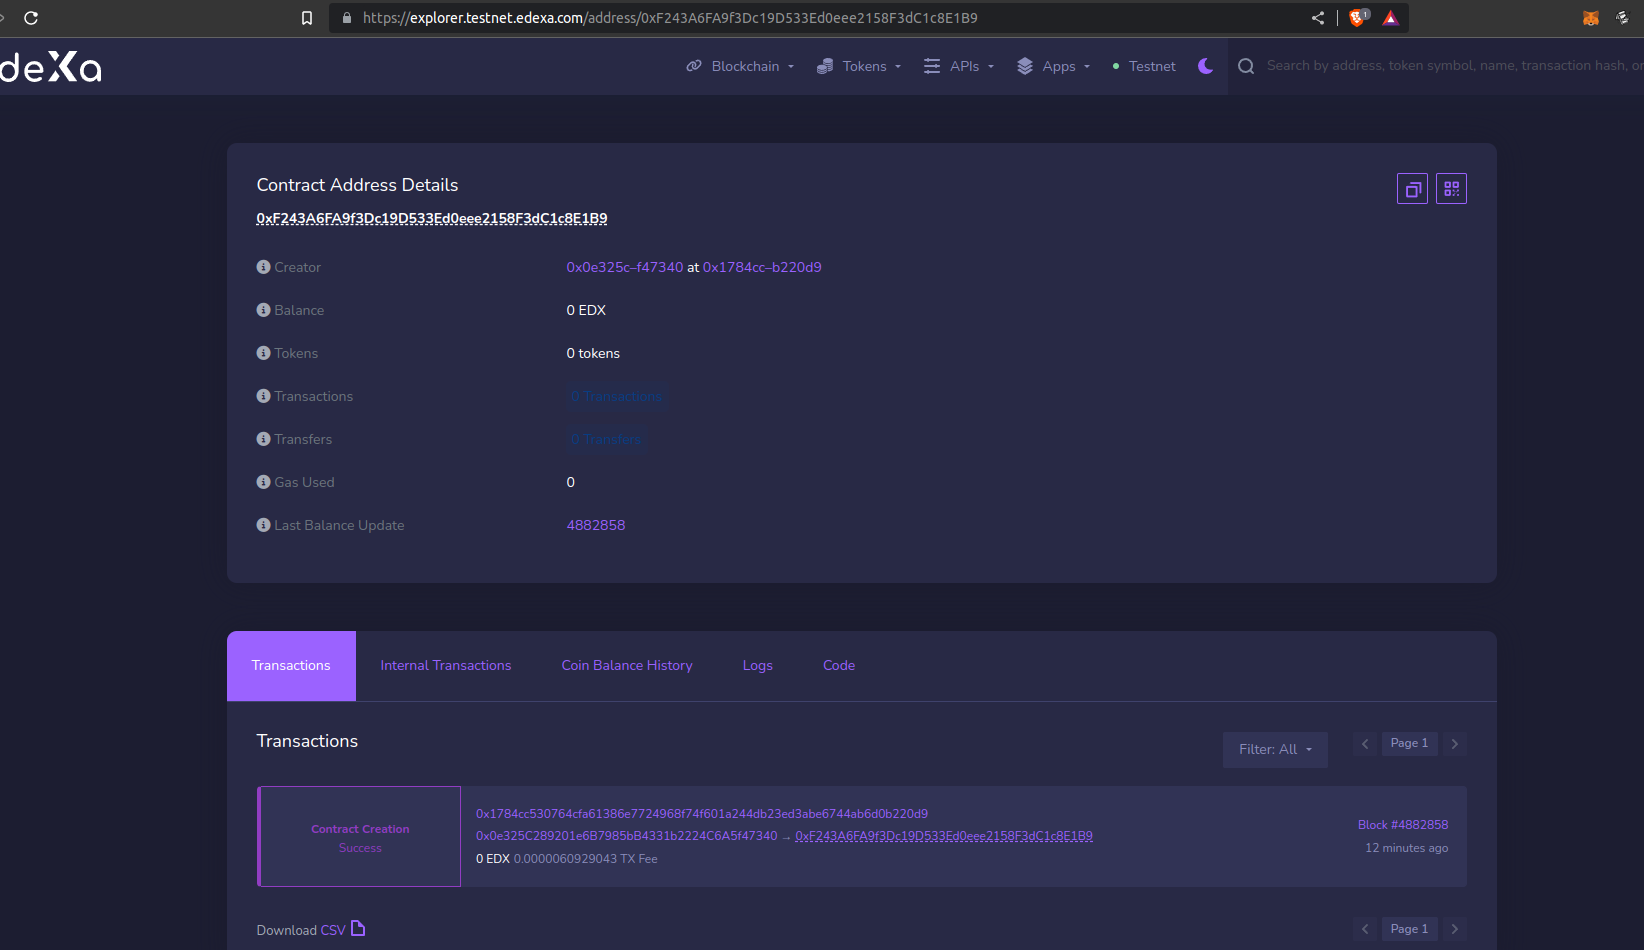 https://explorer.testnet.edexa.com/address/0xF243A6FA9f3Dc19D533Ed0eee2158F3dC1c8E1B9
1
deXa
Blockchain
Tokens
APIs
Apps
Testnet
Search by address, token symbol, name, transaction hash, or
Contract Address Details
0xF243A6FA9f3Dc19D533Ed0eee2158F3dC1c8E1B9
Creator
0x0e325c–f47340 at 0x1784cc–b220d9
Balance
0 EDX
Tokens
0 tokens
Transactions
0 Transactions
Transfers
0 Transfers
Gas Used
0
Last Balance Update
4882858
Transactions
Internal Transactions
Coin Balance History
Logs
Code
Transactions
Filter: All
Page 1
Contract Creation
Success
0x1784cc530764cfa61386e7724968f74f601a244db23ed3abe6744ab6d0b220d9
0x0e325C289201e6B7985bB4331b2224C6A5f47340 → 0xF243A6FA9f3Dc19D533Ed0eee2158F3dC1c8E1B9
0 EDX 0.0000060929043 TX Fee
Block #4882858
12 minutes ago
Download CSV
Page 1